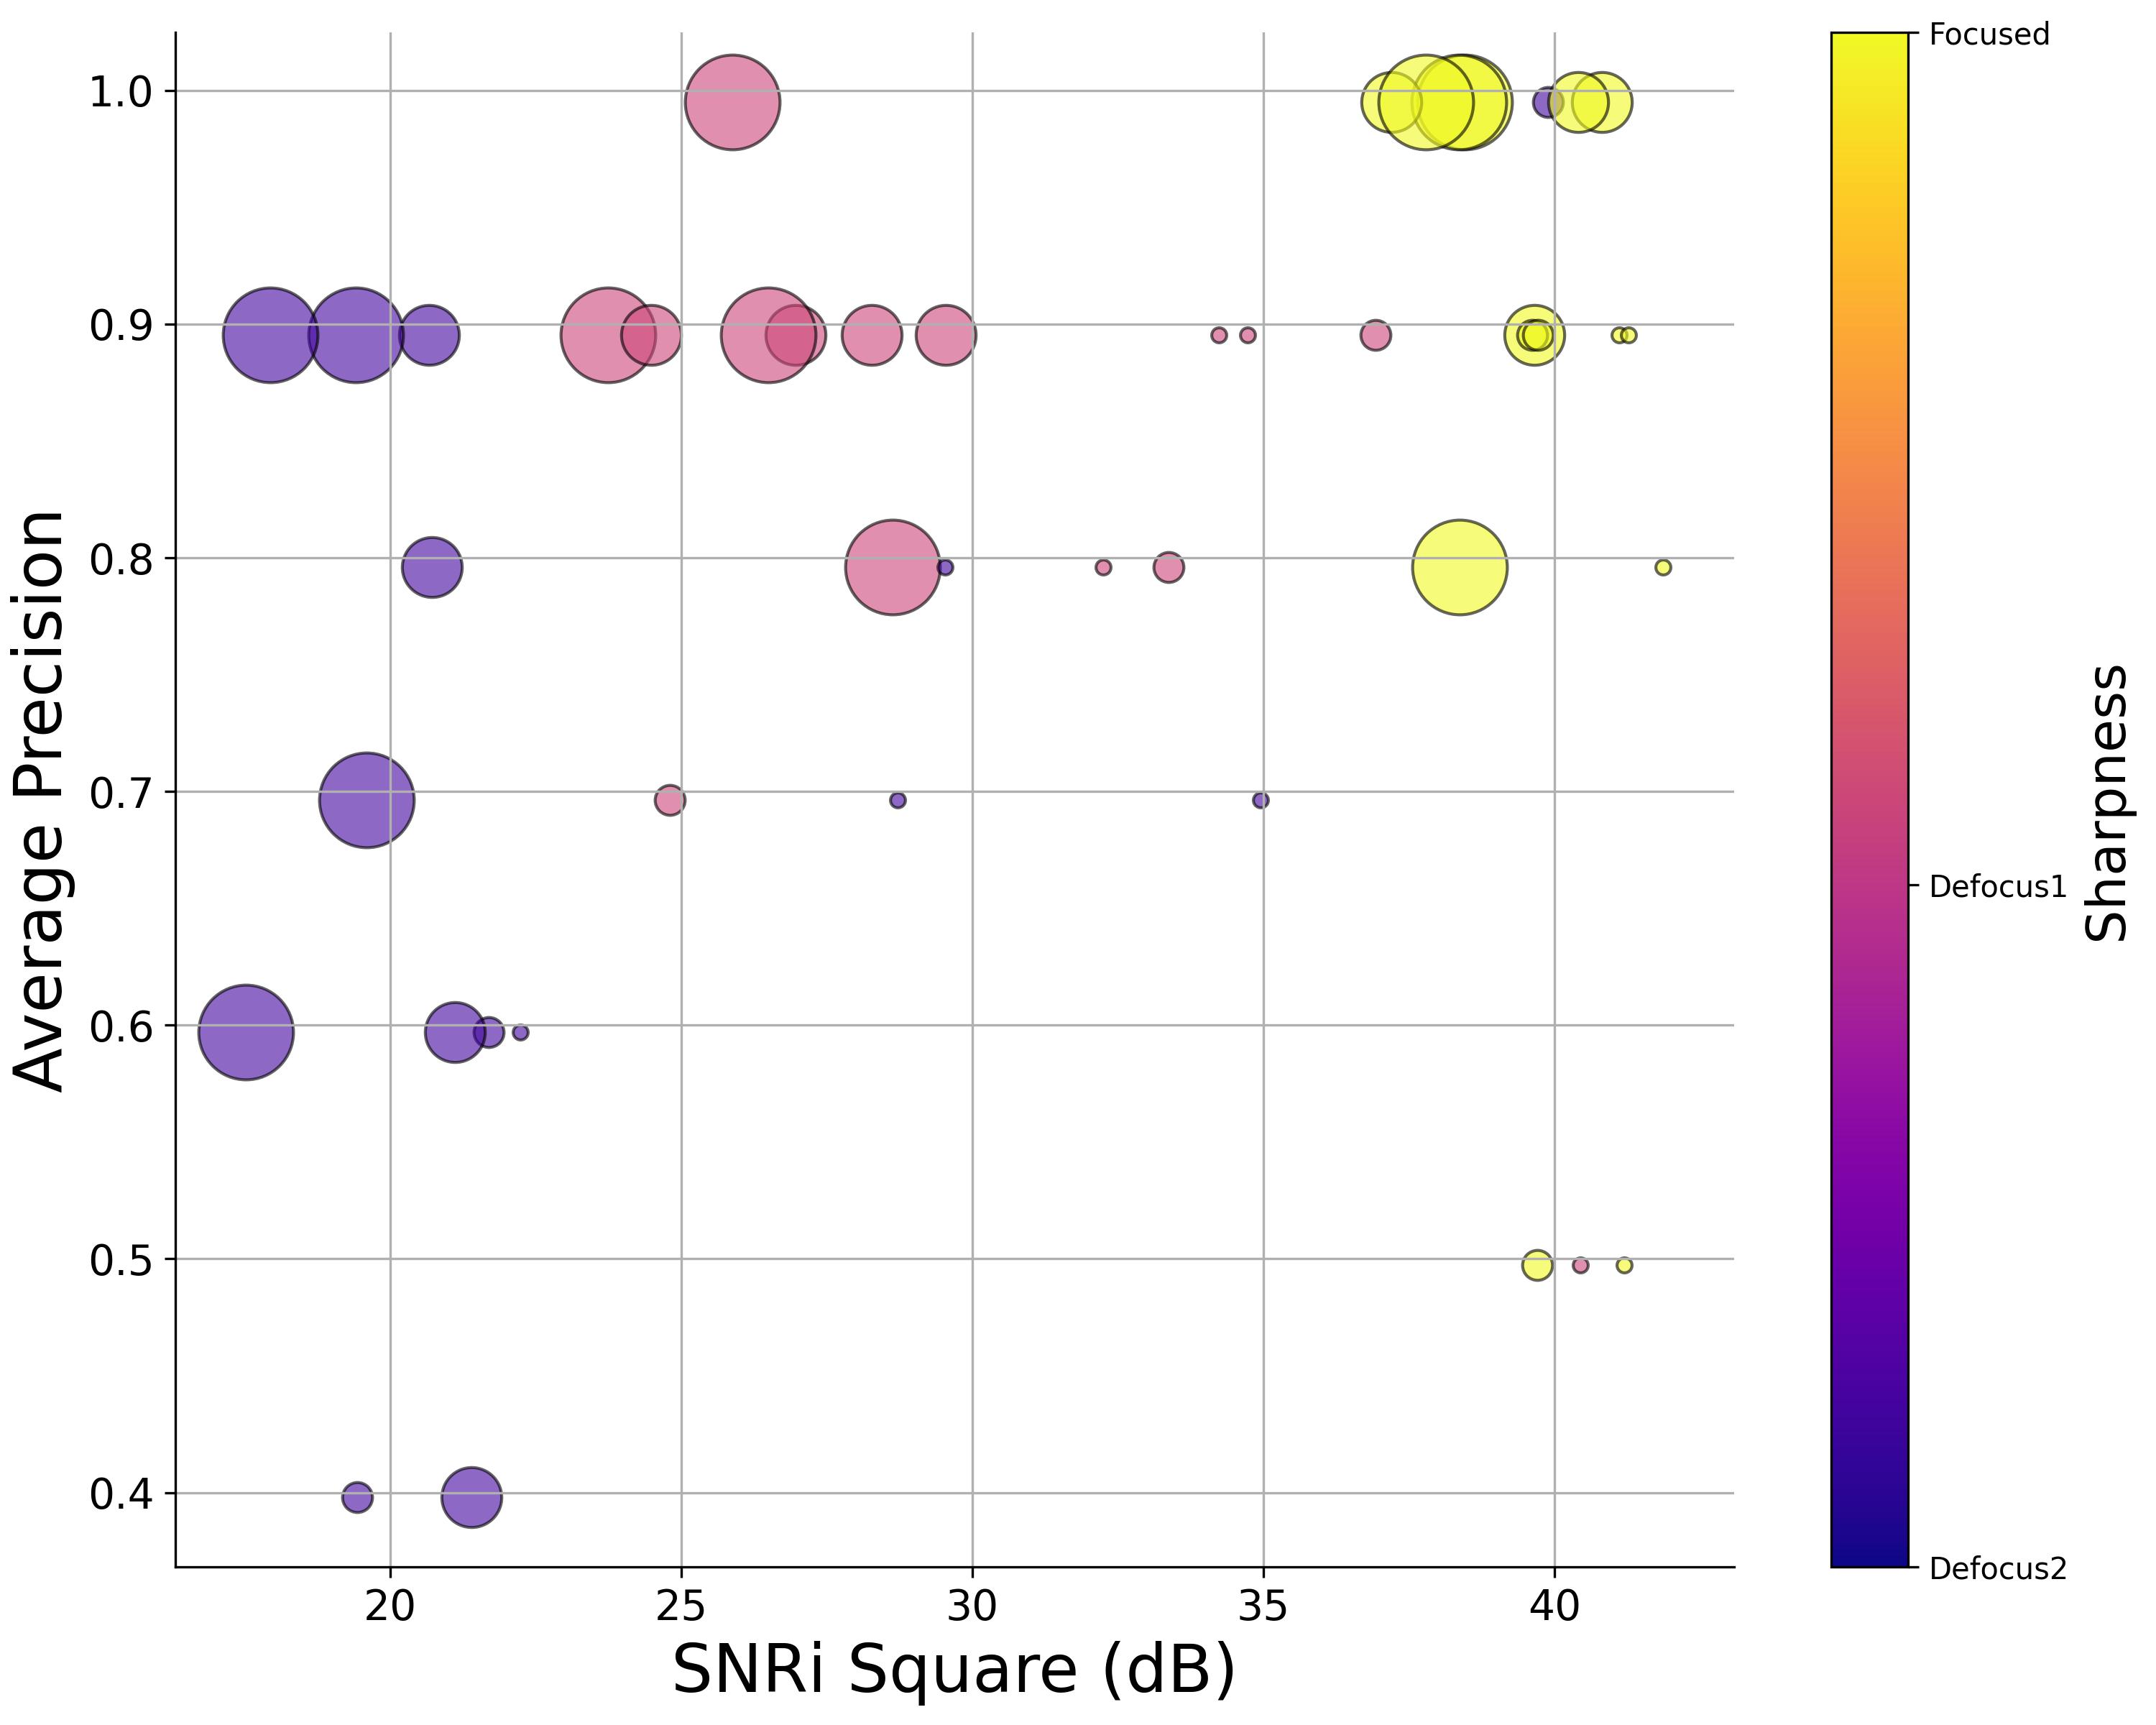 Average Precision
1.0
0.9
0.8
0.7
0.6
0.5
0.4
20 25 30 35 40
SNRi Square (dB)
Focused
Defocus1
Defocus2
Sharpness